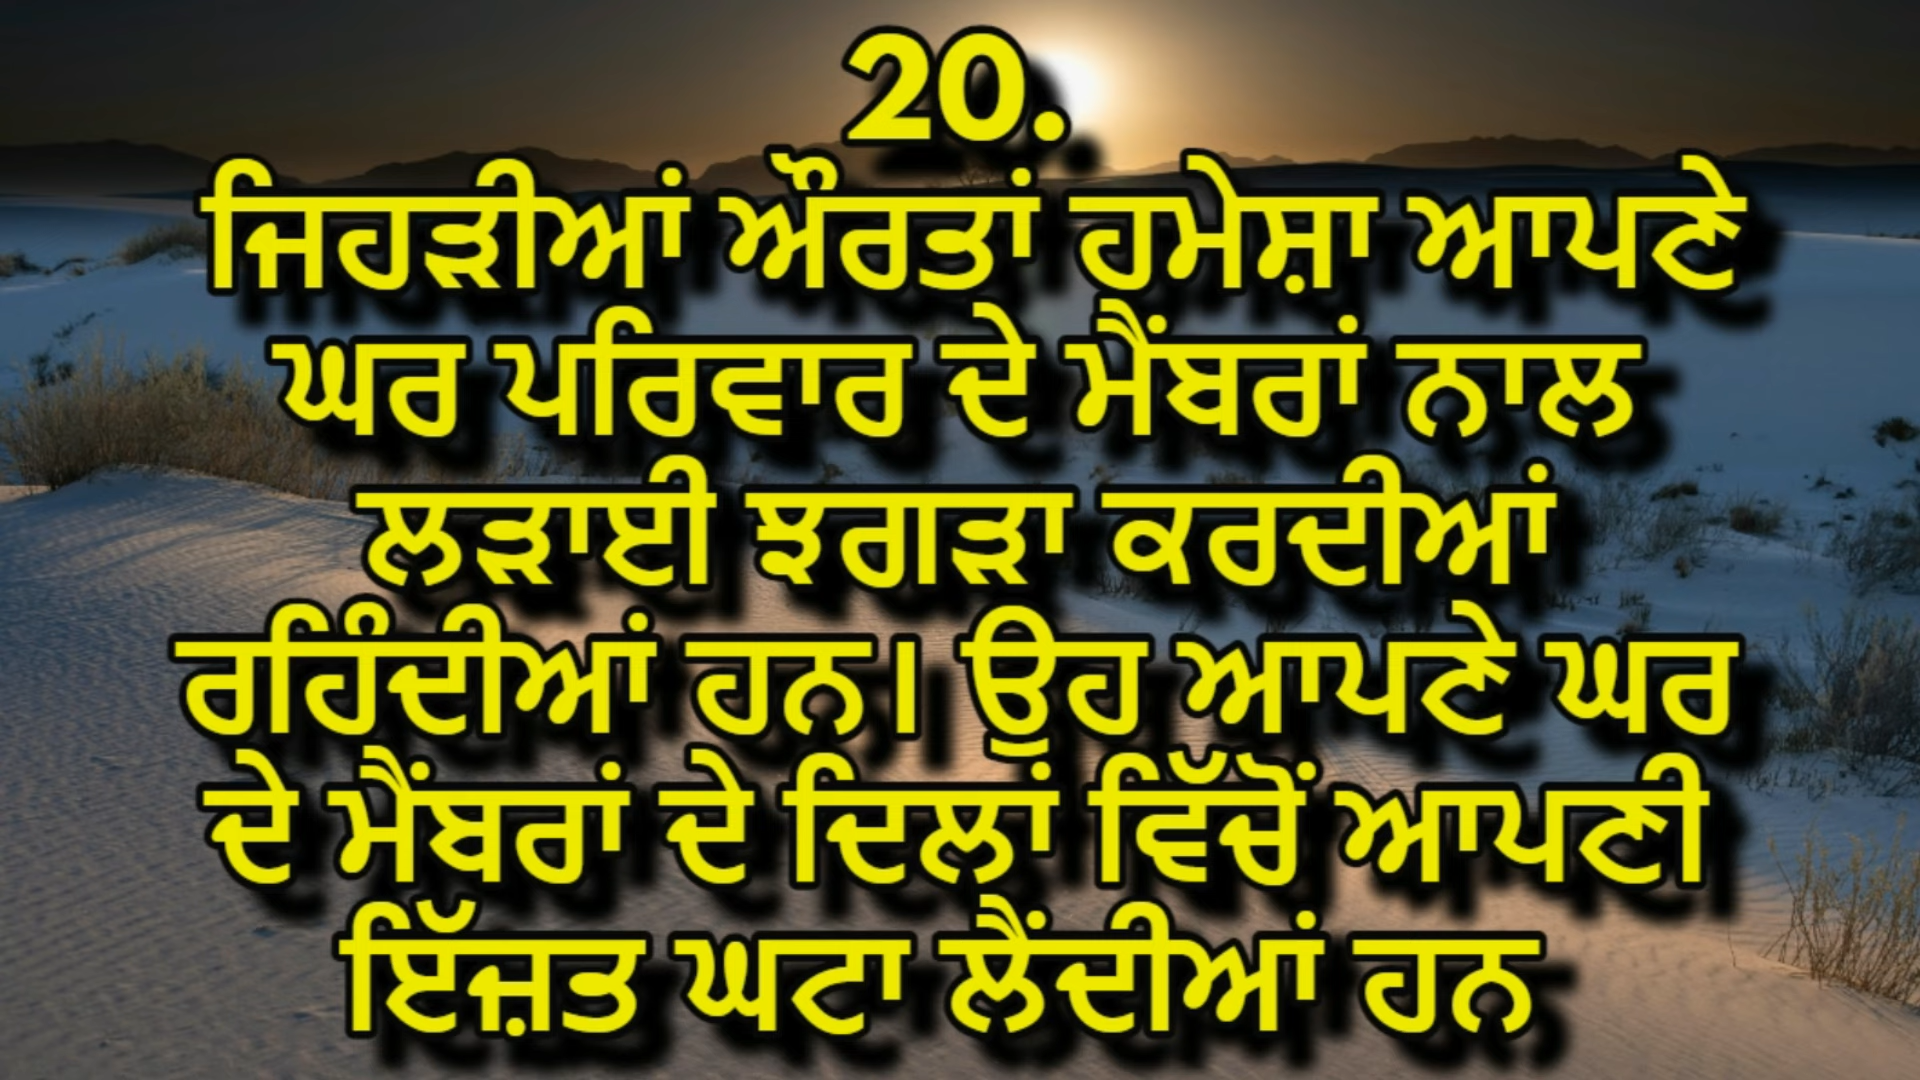 20.
ਜਿਹੜੀਆਂ ਔਰਤਾਂ ਹਮੇਸ਼ਾ ਆਪਣੇ
ਘਰ ਪਰਿਵਾਰ ਦੇ ਮੈਂਬਰਾਂ ਨਾਲ
ਲੜਾਈ ਝਗੜਾ ਕਰਦੀਆਂ
ਰਹਿੰਦੀਆਂ ਹਨ। ਉਹ ਆਪਣੇ ਘਰ
ਦੇ ਮੈਂਬਰਾਂ ਦੇ ਦਿਲਾਂ ਵਿੱਚੋਂ ਆਪਣੀ
ਇੱਜ਼ਤ ਘਟਾ ਲੈਂਦੀਆਂ ਹਨ